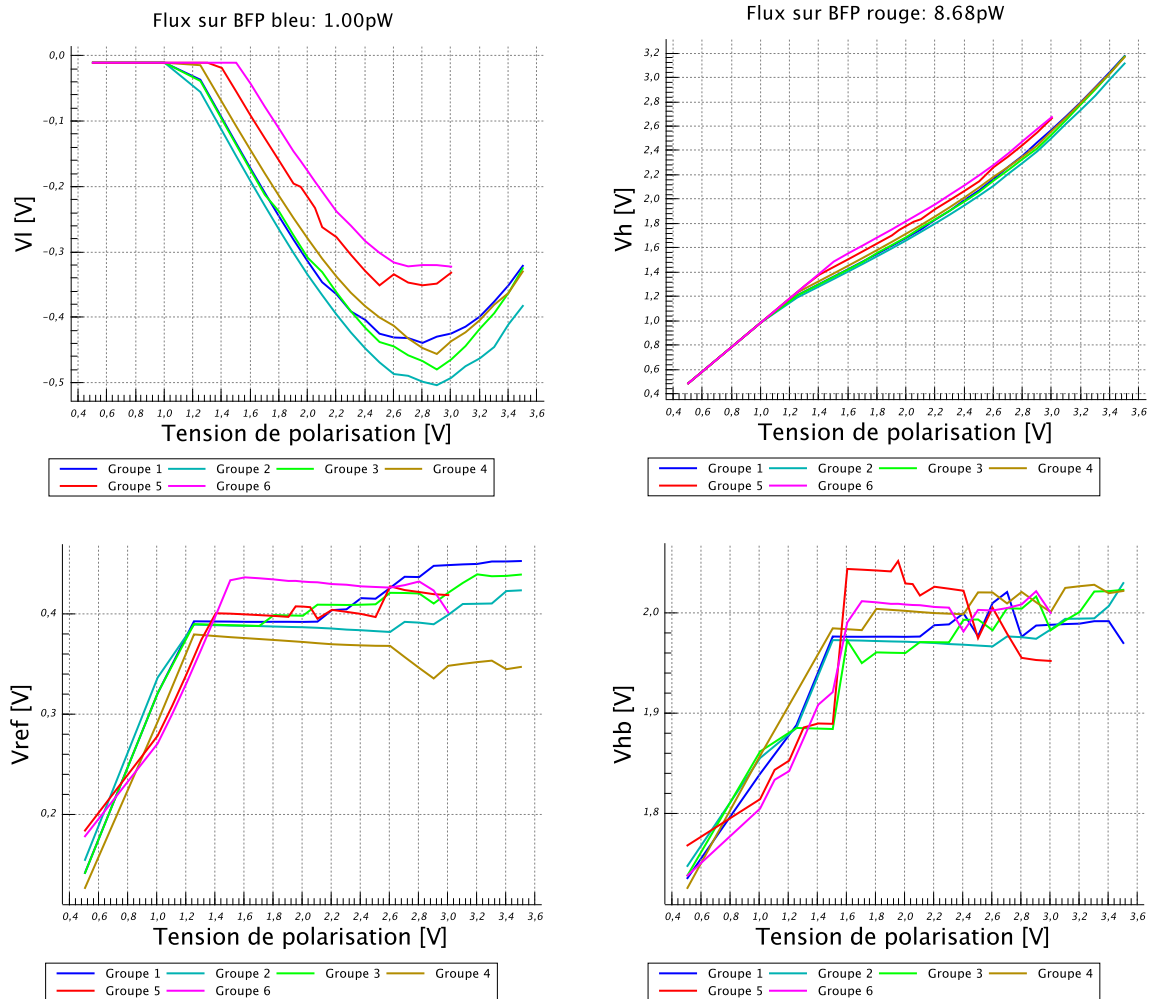 Flux sur BFP bleu: 1.00pW
Vl [V]
0,0
−0,1
−0,2
−0,3
−0,4
−0,5
0,4 0,6 0,8 1,0 1,2 1,4 1,6 1,8 2,0 2,2 2,4 2,6 2,8 3,0 3,2 3,4 3,6
Tension de polarisation [V]
Groupe 1 Groupe 2 Groupe 3 Groupe 4
Groupe 5 Groupe 6
Flux sur BFP rouge: 8.68pW
Vh [V]
3,2
3,0
2,8
2,6
2,4
2,2
2,0
1,8
1,6
1,4
1,2
1,0
0,8
0,6
0,4
0,4 0,6 0,8 1,0 1,2 1,4 1,6 1,8 2,0 2,2 2,4 2,6 2,8 3,0 3,2 3,4 3,6
Tension de polarisation [V]
Groupe 1 Groupe 2 Groupe 3 Groupe 4
Groupe 5 Groupe 6
Vref [V]
0,4
0,3
0,2
0,4 0,6 0,8 1,0 1,2 1,4 1,6 1,8 2,0 2,2 2,4 2,6 2,8 3,0 3,2 3,4 3,6
Tension de polarisation [V]
Groupe 1 Groupe 2 Groupe 3 Groupe 4
Groupe 5 Groupe 6
Vhb [V]
2,0
1,9
1,8
0,4 0,6 0,8 1,0 1,2 1,4 1,6 1,8 2,0 2,2 2,4 2,6 2,8 3,0 3,2 3,4 3,6
Tension de polarisation [V]
Groupe 1 Groupe 2 Groupe 3 Groupe 4
Groupe 5 Groupe 6